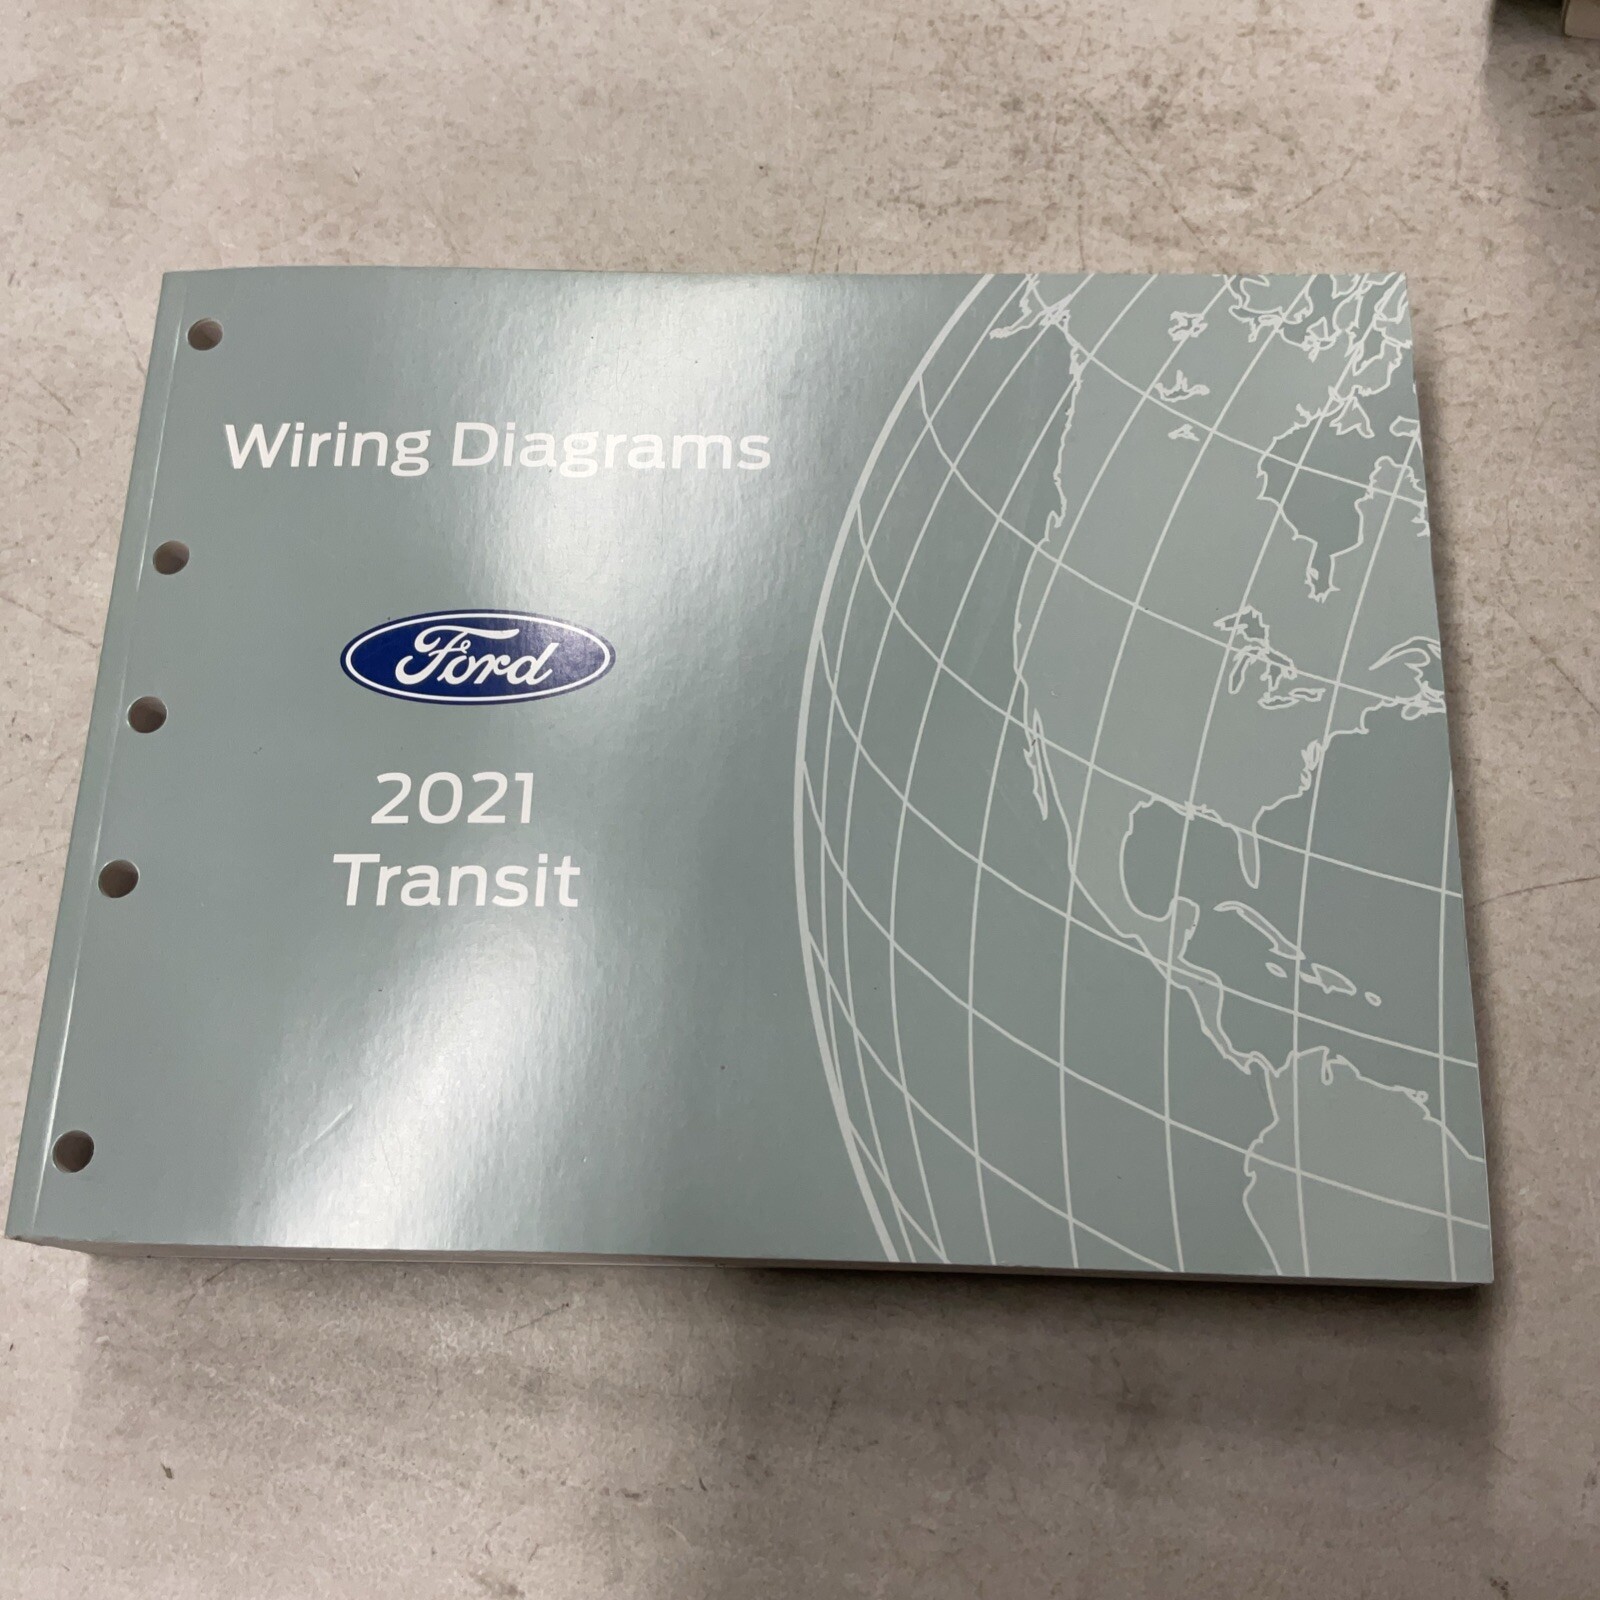 Wiring Diagrams
Ford
2021
Transit